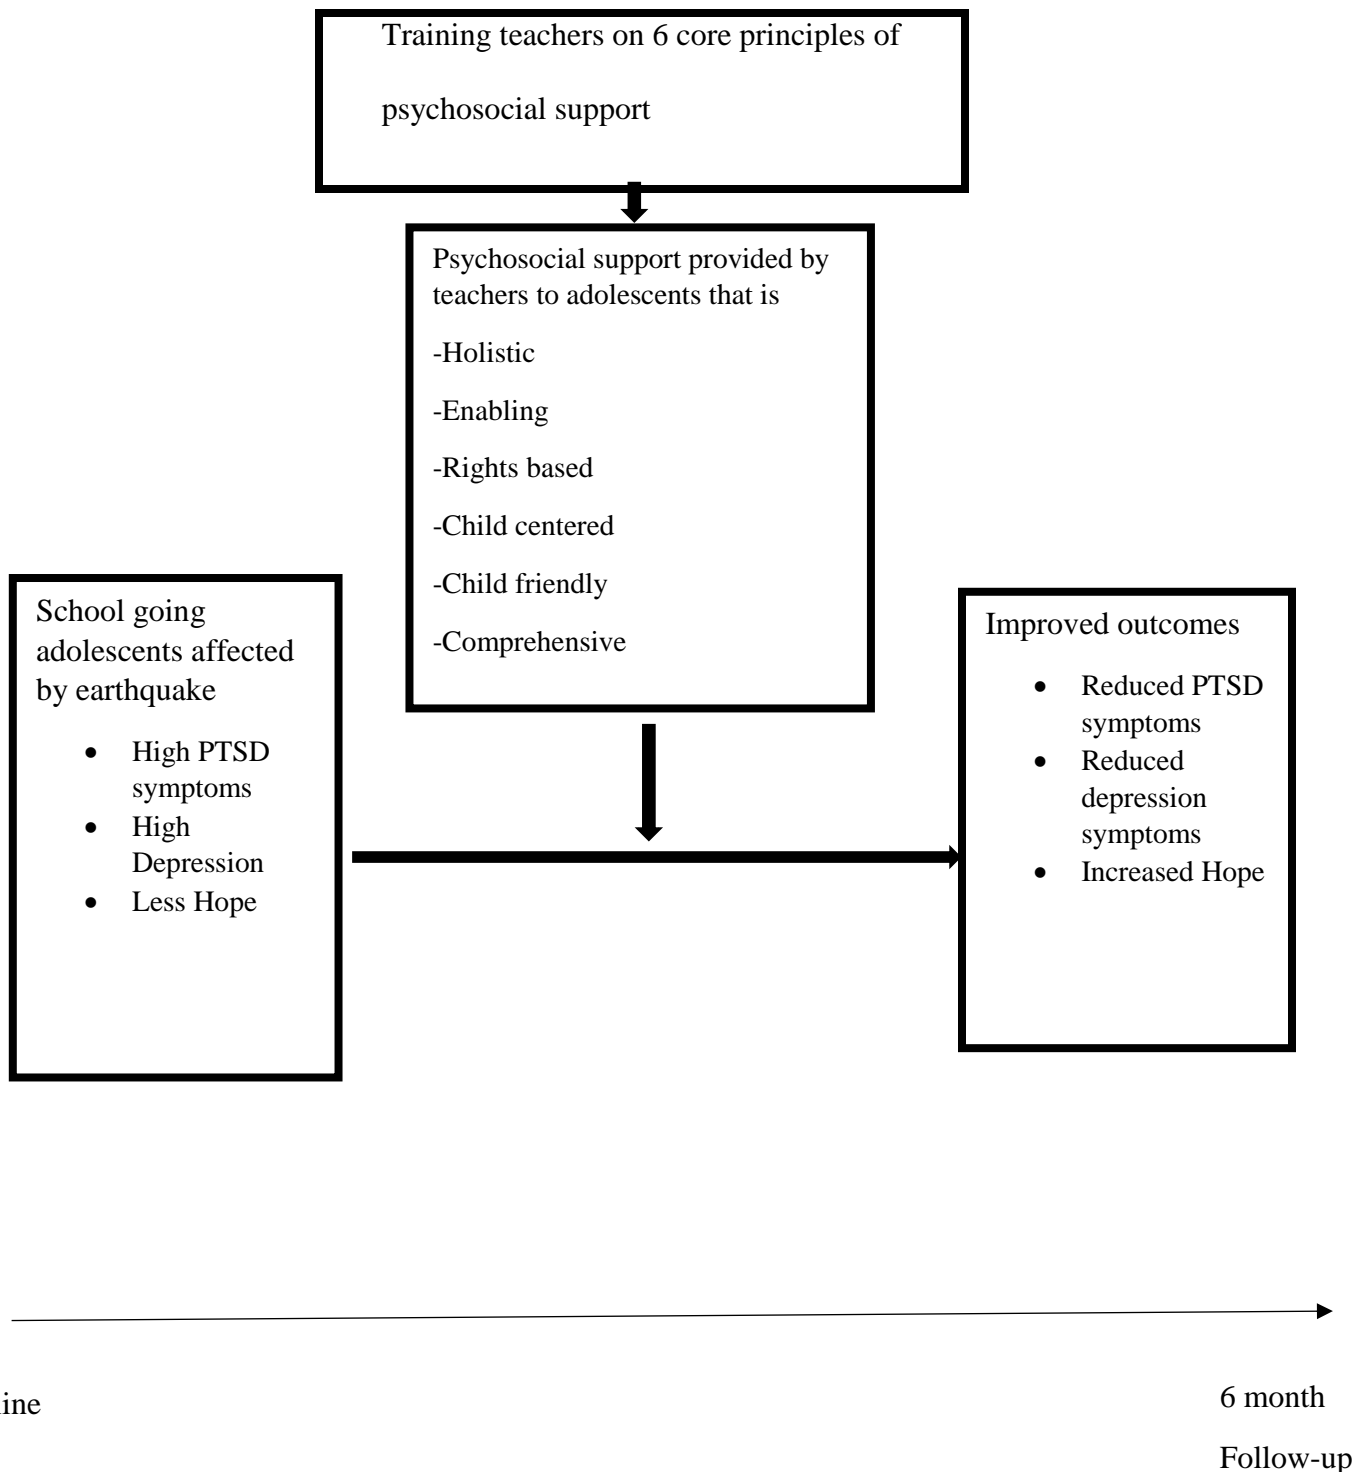 Training teachers on 6 core principles of
psychosocial support
Psychosocial support provided by
teachers to adolescents that is
-Holistic
-Enabling
-Rights based
-Child centered
-Child friendly
-Comprehensive
School going
adolescents affected
by earthquake
• High PTSD
symptoms
• High
Depression
• Less Hope
Improved outcomes
• Reduced PTSD
symptoms
• Reduced
depression
symptoms
• Increased Hope
6 month
Follow-up